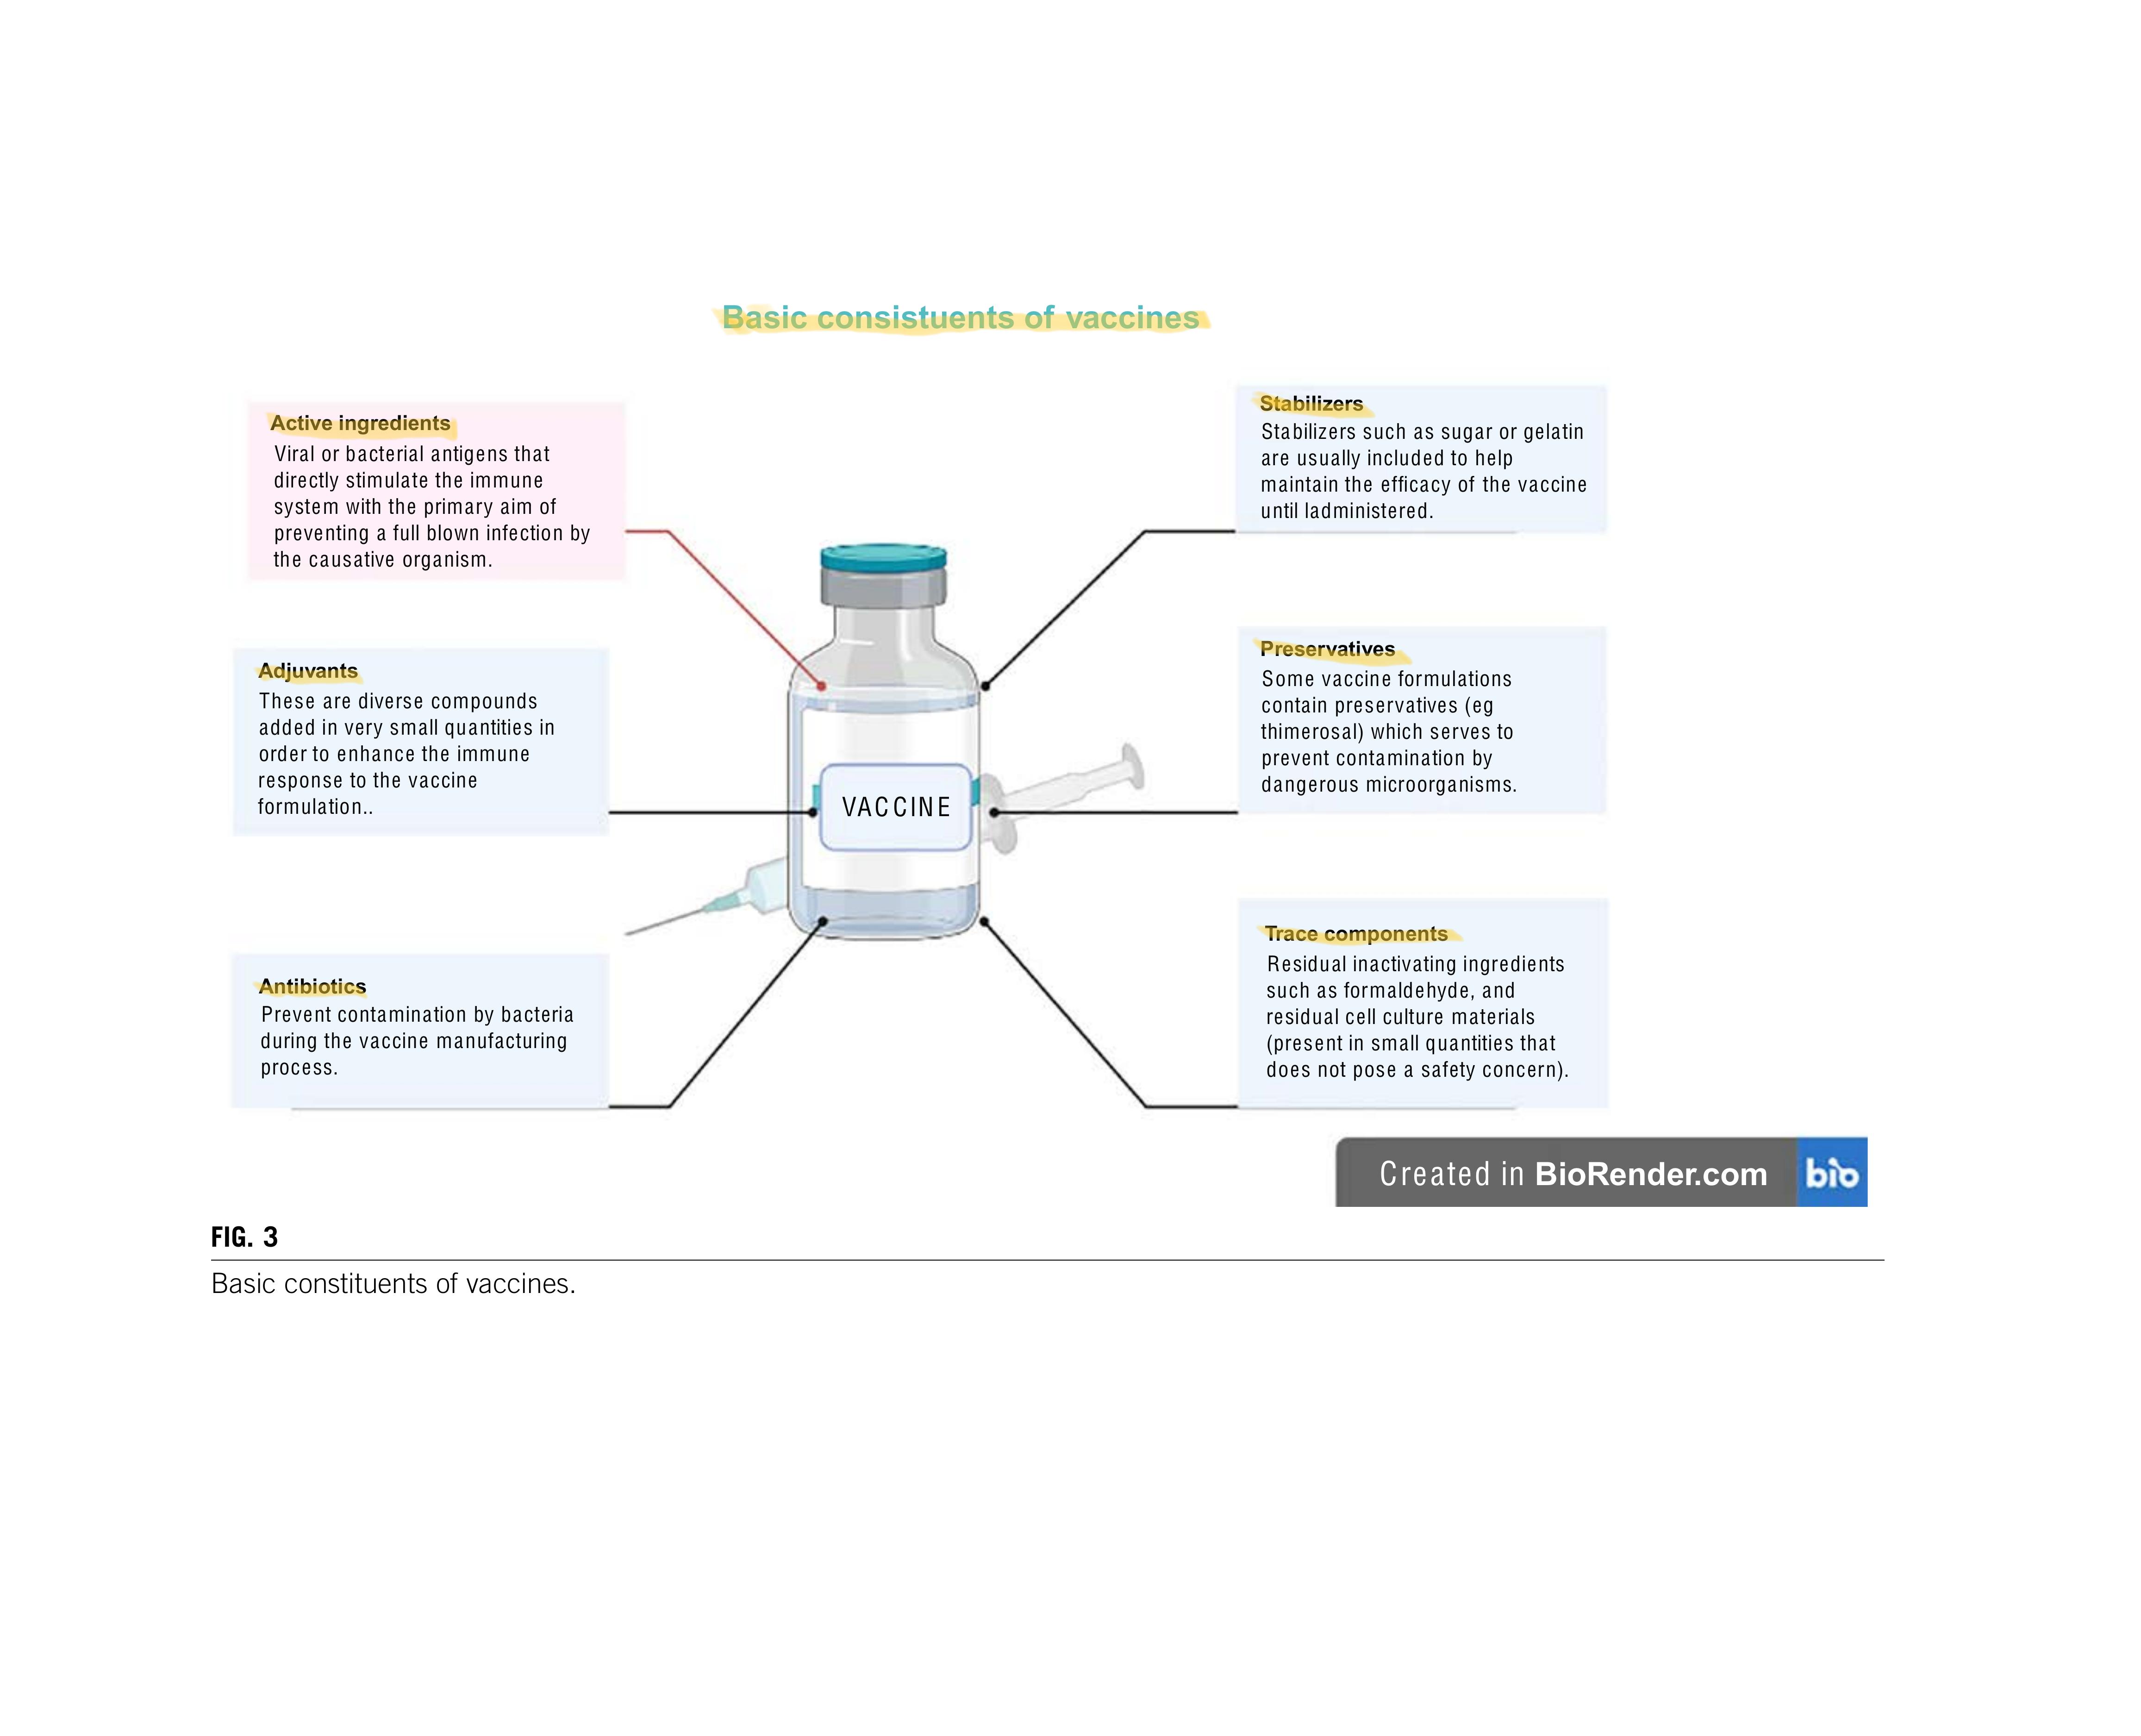 Basic consistuents of vaccines
Active ingredients
Viral or bacterial antigens that
directly stimulate the immune
system with the primary aim of
preventing a full blown infection by
the causative organism.
Adjuvants
These are diverse compounds
added in very small quantities in
order to enhance the immune
response to the vaccine
formulation..
Antibiotics
Prevent contamination by bacteria
during the vaccine manufacturing
process.
VACCINE
Stabilizers
Stabilizers such as sugar or gelatin
are usually included to help
maintain the efficacy of the vaccine
until ladministered.
Preservatives
Some vaccine formulations
contain preservatives (eg
thimerosal) which serves to
prevent contamination by
dangerous microorganisms.
Trace components
Residual inactivating ingredients
such as formaldehyde, and
residual cell culture materials
(present in small quantities that
does not pose a safety concern).
Created in BioRender.com bio
FIG. 3
Basic constituents of vaccines.